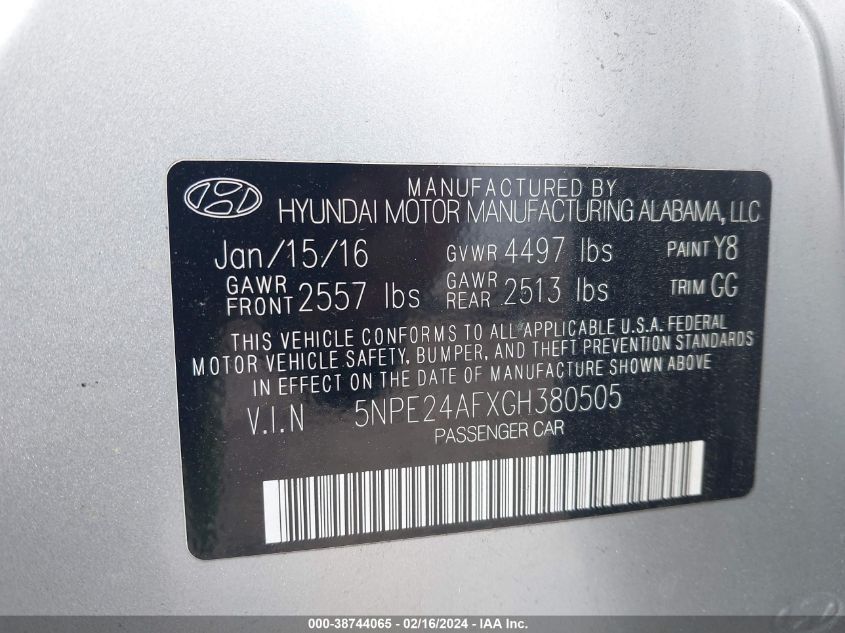 MANUFACTURED BY
HYUNDAI MOTOR MANUFACTURING ALABAMA, LLC
Jan/15/16 GVWR 4497 lbs PAINT Y8
GAWR FRONT 2557 lbs GAWR REAR 2513 lbs TRIM GG
THIS VEHICLE CONFORMS TO ALL APPLICABLE U.S.A. FEDERAL
MOTOR VEHICLE SAFETY, BUMPER, AND THEFT PREVENTION STANDARDS
IN EFFECT ON THE DATE OF MANUFACTURE SHOWN ABOVE
V.I.N 5NPE24AFXGH380505
PASSENGER CAR
000-38744065 - 02/16/2024 - IAA Inc.